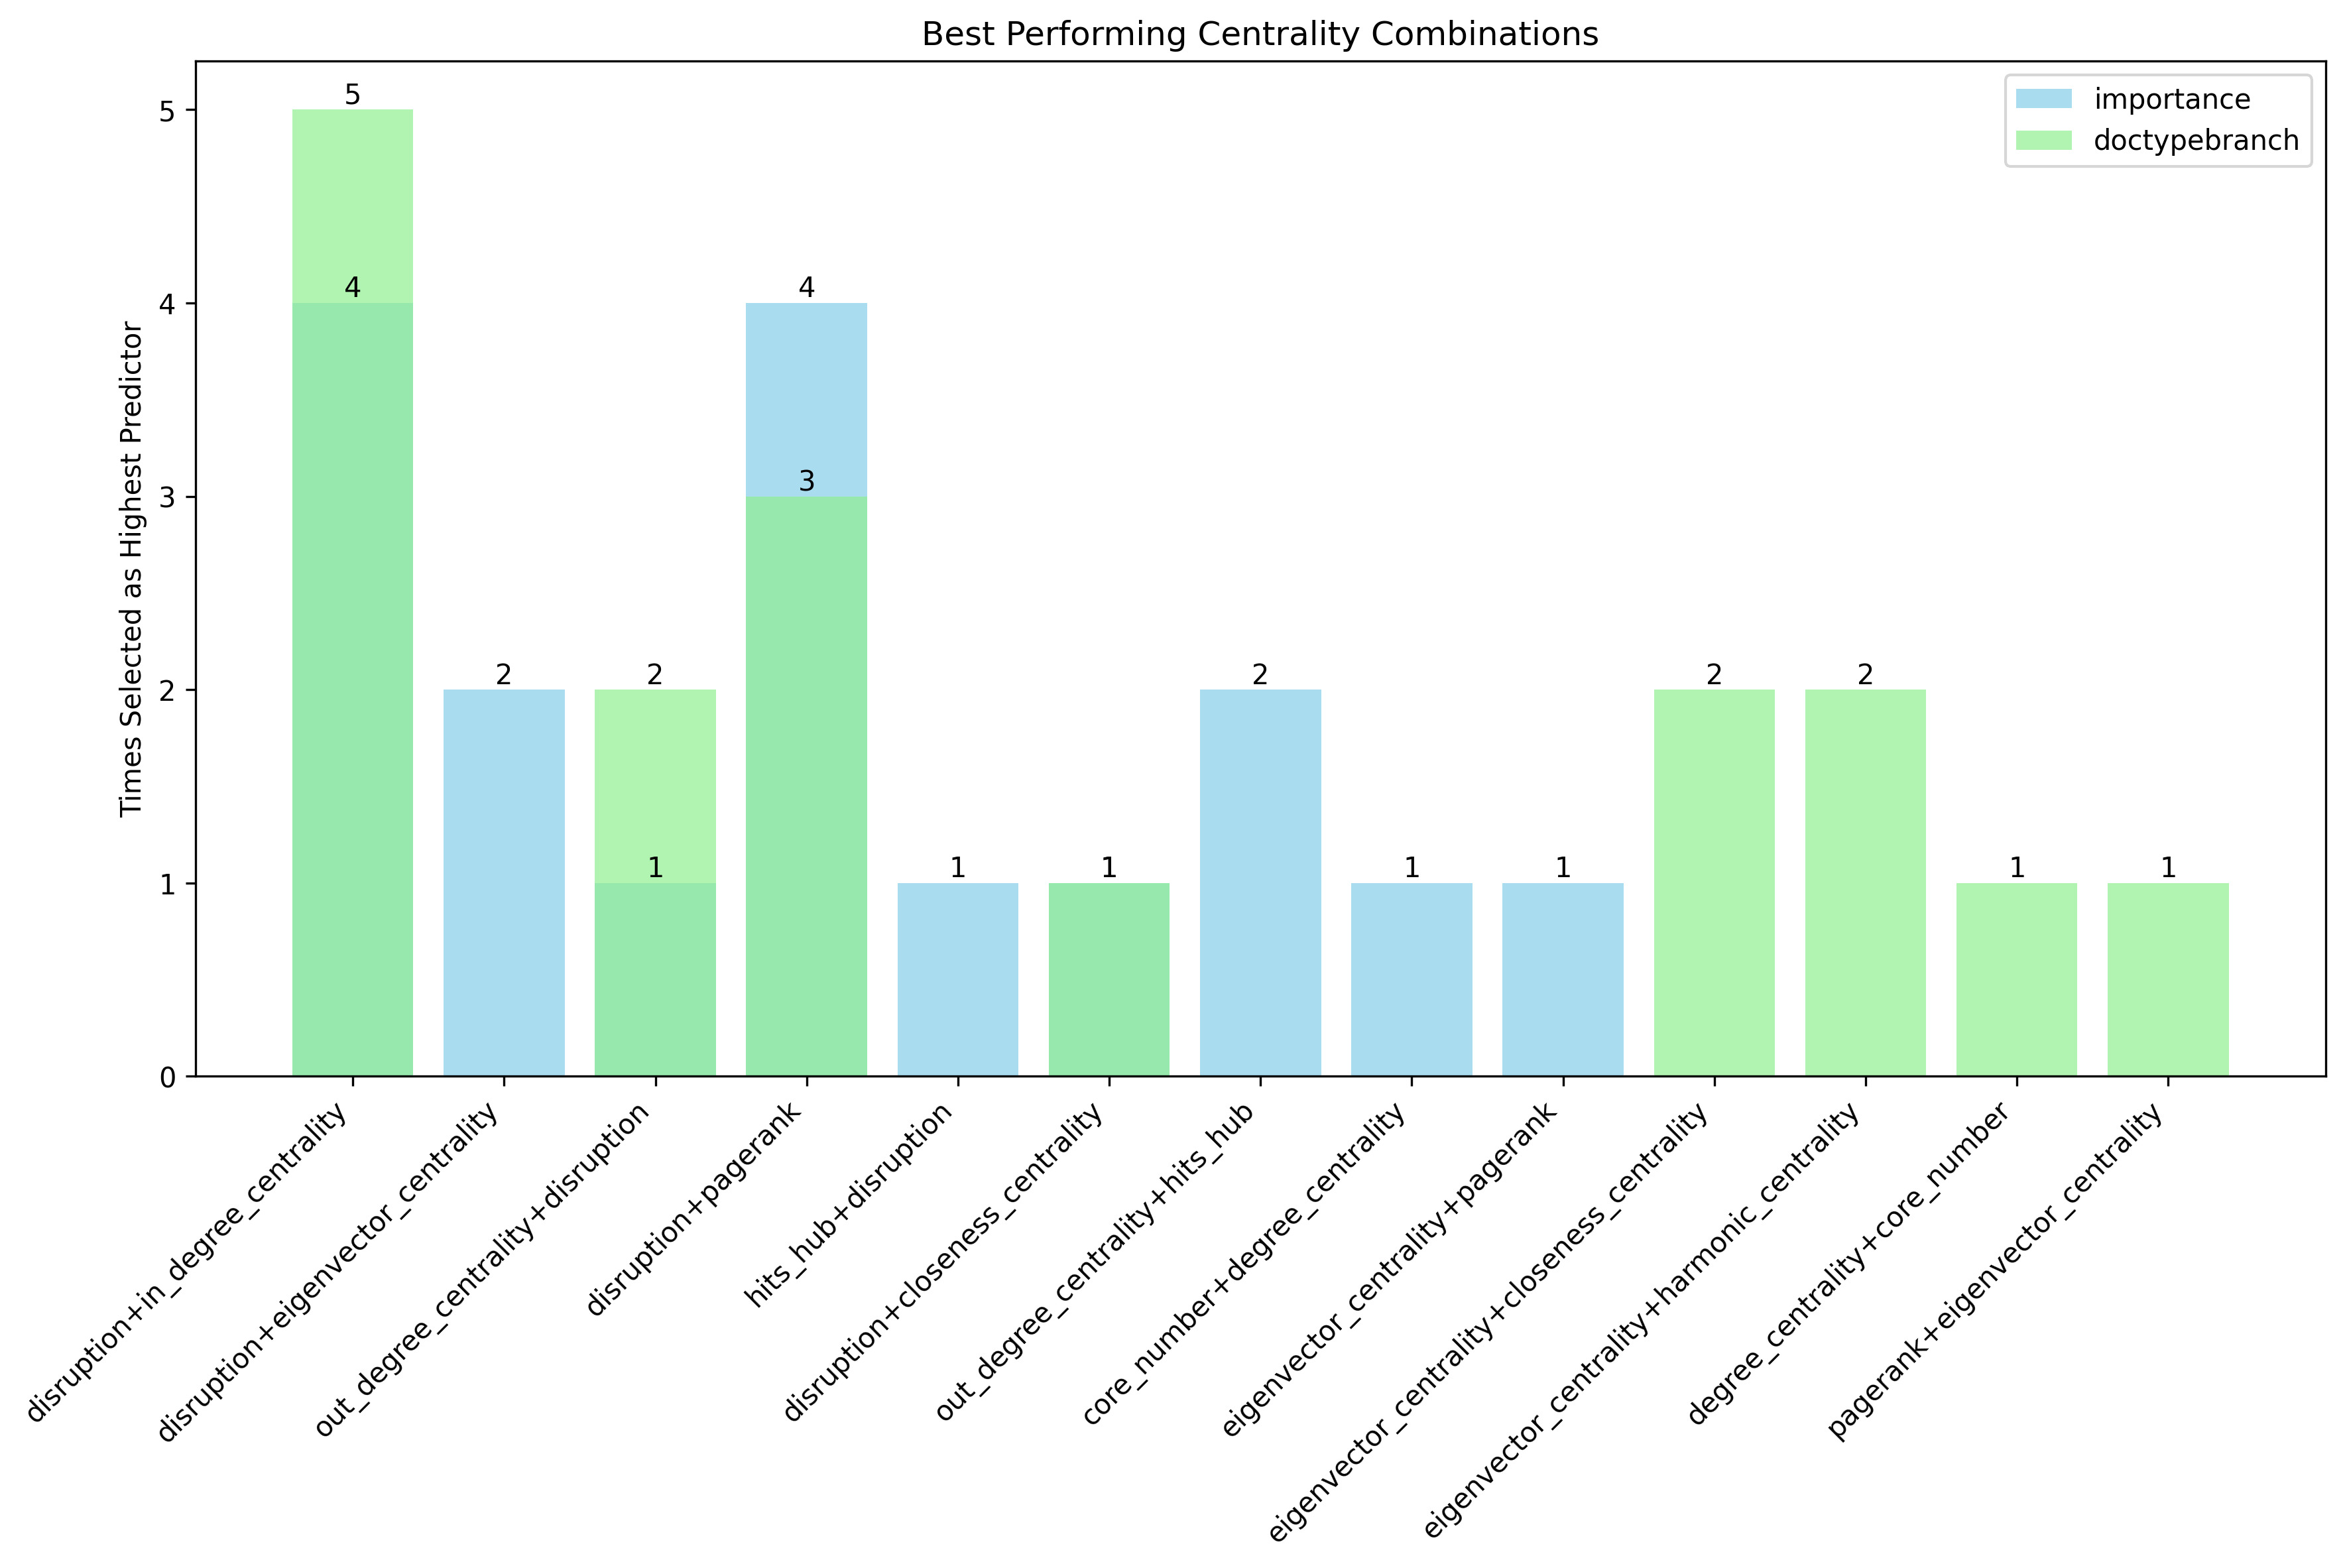 Best Performing Centrality Combinations
importance
doctypebranch
Times Selected as Highest Predictor
5
4
3
2
1
0
5
4
2
2
1
4
3
1
1
2
1
1
2
2
1
1
disruption+in_degree_centrality
disruption+eigenvector_centrality
out_degree_centrality+disruption
disruption+pagerank
hits_hub+disruption
disruption+closeness_centrality
out_degree_centrality+hits_hub
core_number+degree_centrality
eigenvector_centrality+pagerank
eigenvector_centrality+closeness_centrality
eigenvector_centrality+harmonic_centrality
degree_centrality+core_number
pagerank+eigenvector_centrality